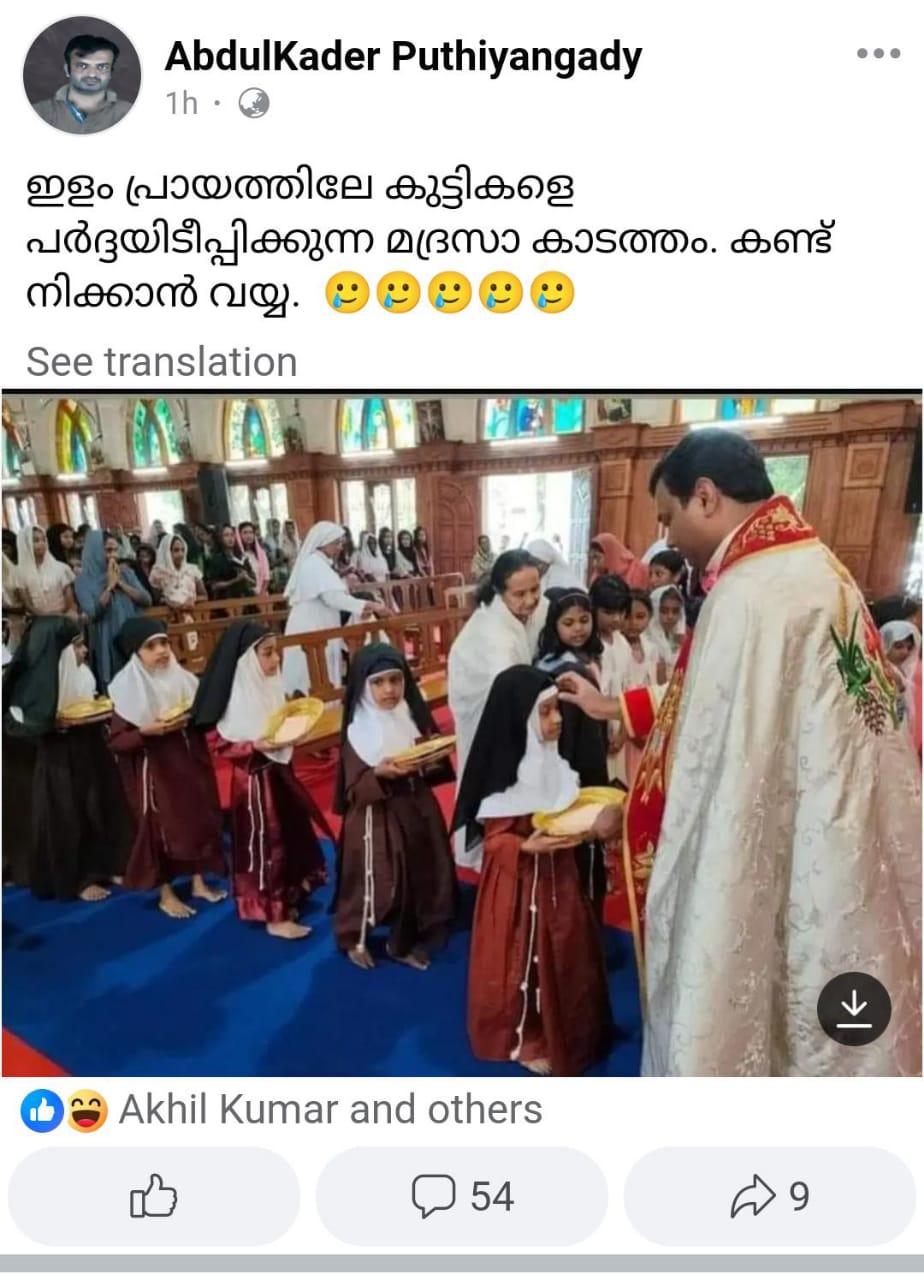 AbdulKader Puthiyangady
1h ·
ഇളം പ്രായത്തിലേ കുട്ടികളെ
പർദ്ദയിടീപ്പിക്കുന്ന മദ്രസാ കാടത്തം. കണ്ട്
നിക്കാൻ വയ്യ. 🥲🥲🥲🥲🥲
See translation
Akhil Kumar and others
54
9